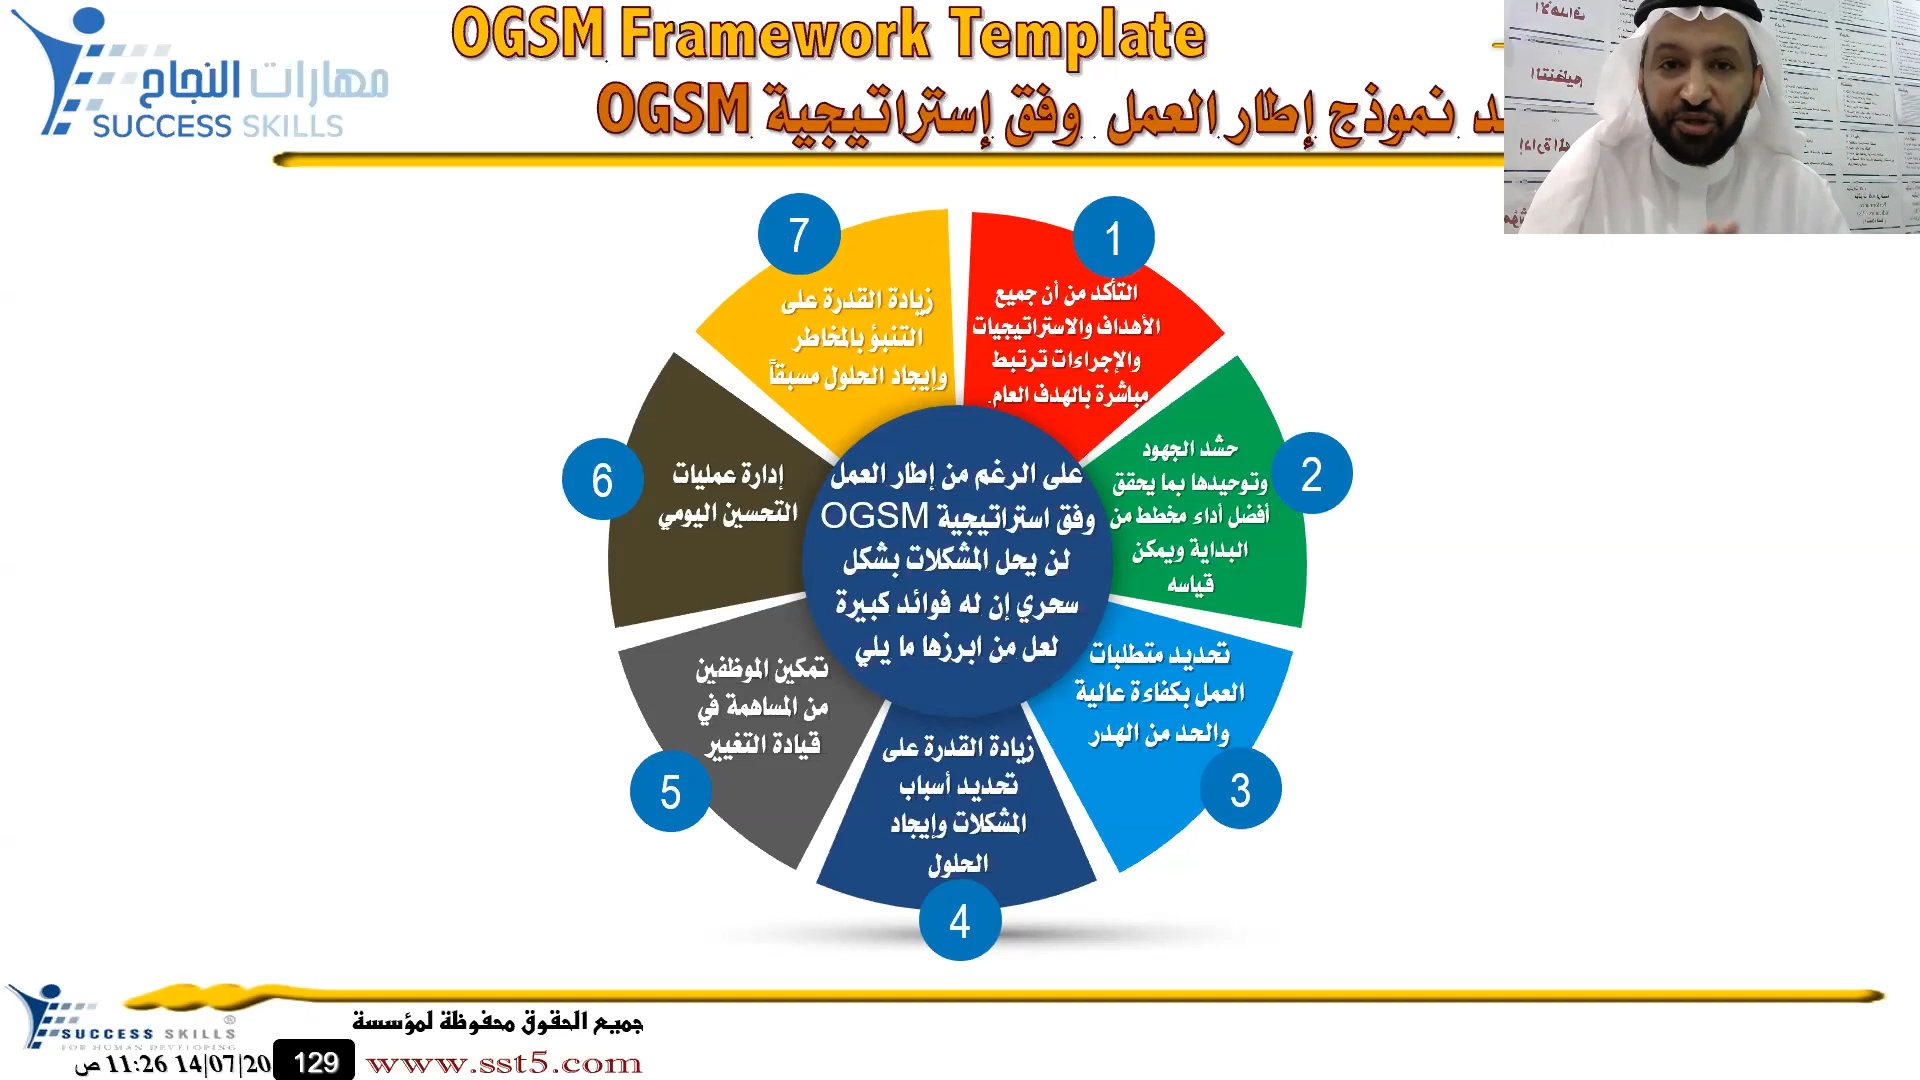 OGSM Framework Template
نموذج إطار العمل وفق إستراتيجية OGSM
مهارات النجاح
SUCCESS SKILLS
1
التأكد من أن جميع
الأهداف والاستراتيجيات
والإجراءات ترتبط
مباشرة بالهدف العام.
2
حشد الجهود
وتوحيدها بما يحقق
أفضل أداء مخطط من
البداية ويمكن
قياسه
3
تحديد متطلبات
العمل بكفاءة عالية
والحد من الهدر
4
زيادة القدرة على
تحديد أسباب
المشكلات وإيجاد
الحلول
5
تمكين الموظفين
من المساهمة في
قيادة التغيير
6
إدارة عمليات
التحسين اليومي
7
زيادة القدرة على
التنبؤ بالمخاطر
وإيجاد الحلول مسبقاً
على الرغم من إطار العمل
وفق استراتيجية OGSM
لن يحل المشكلات بشكل
سحري إن له فوائد كبيرة
لعل من ابرزها ما يلي
SUCCESS SKILLS®
FOR HUMAN DEVELOPING
جميع الحقوق محفوظة لمؤسسة
www.sst5.com
129
14/07/20 11:26 ص